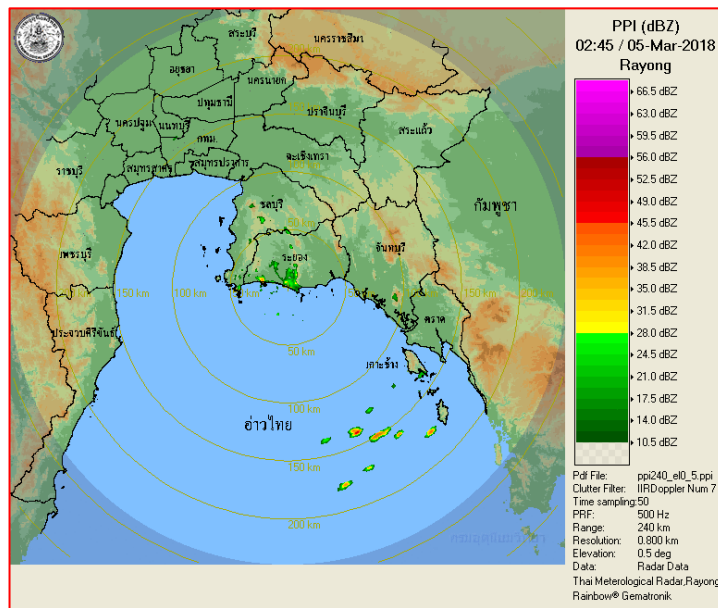 PPI (dBZ)
02:45 / 05-Mar-2018
Rayong
66.5 dBZ
63.0 dBZ
59.5 dBZ
56.0 dBZ
52.5 dBZ
49.0 dBZ
45.5 dBZ
42.0 dBZ
38.5 dBZ
35.0 dBZ
31.5 dBZ
28.0 dBZ
24.5 dBZ
21.0 dBZ
17.5 dBZ
14.0 dBZ
10.5 dBZ
Pdf File: ppi240_el0_5.ppi
Clutter Filter: IIRDoppler Num 7
Time sampling:50
PRF: 500 Hz
Range: 240 km
Resolution: 0.800 km
Elevation: 0.5 deg
Data: Radar Data
Thai Meterological Radar,Rayong
Rainbow® Gematronik
สระบุรี
นครราชสีมา
อยุธยา
นครนายก
ปทุมธานี
ปราจีนบุรี
นครปฐม
นนทบุรี
กทม.
สระแก้ว
ฉะเชิงเทรา
สมุทรสาคร
สมุทรปราการ
ราชบุรี
ชลบุรี
กัมพูชา
เพชรบุรี
ระยอง
จันทบุรี
150 km
100 km
50 km
ตราด
ประจวบคีรีขันธ์
50 km
เกาะช้าง
100 km
อ่าวไทย
150 km
200 km
กรมอุตุนิยมวิทยา